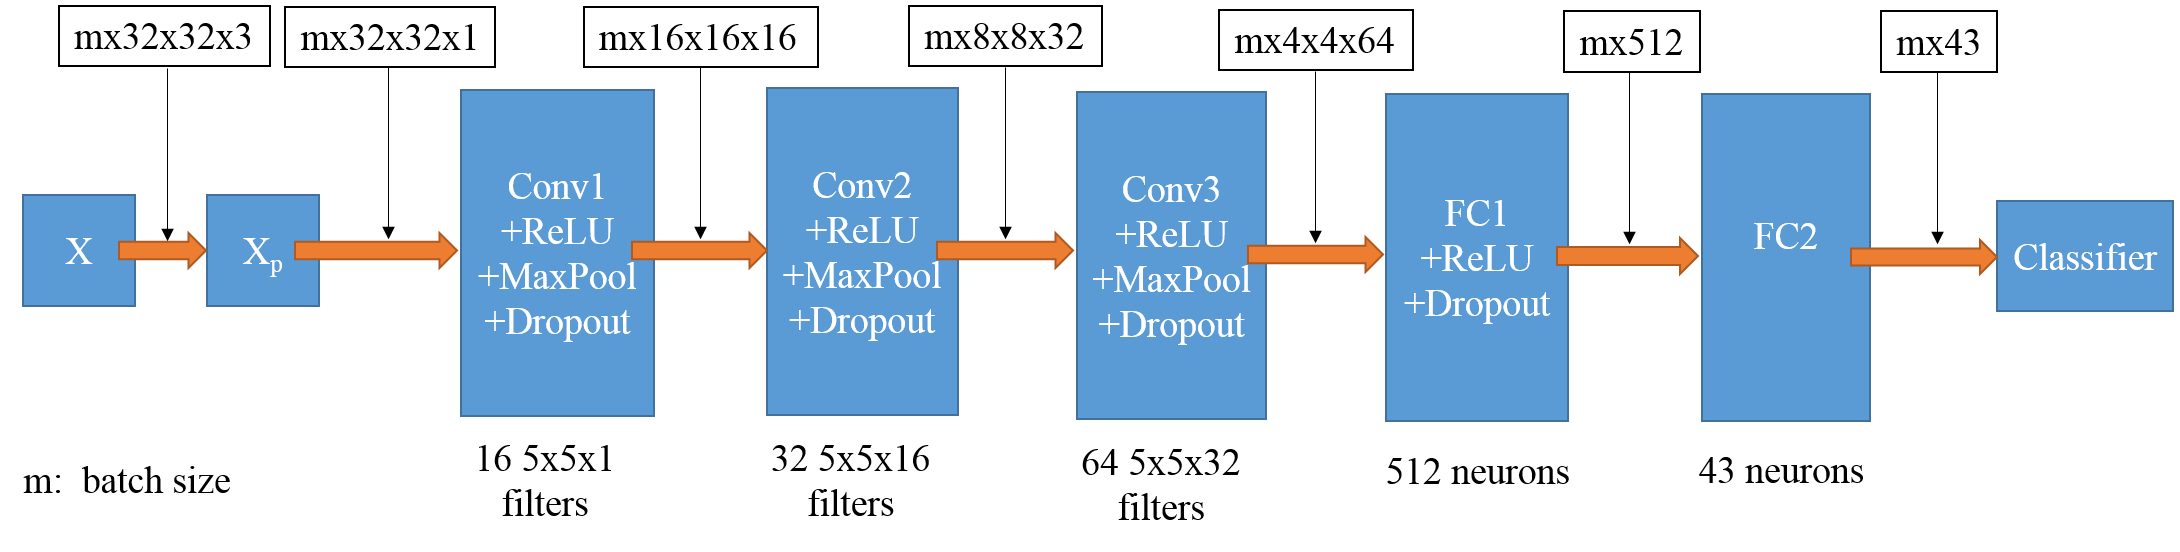 mx32x32x3
mx32x32x1
mx16x16x16
mx8x8x32
mx4x4x64
mx512
mx43
X
Xp
Conv1
+ReLU
+MaxPool
+Dropout
Conv2
+ReLU
+MaxPool
+Dropout
Conv3
+ReLU
+MaxPool
+Dropout
FC1
+ReLU
+Dropout
FC2
Classifier
m: batch size
16 5x5x1
filters
32 5x5x16
filters
64 5x5x32
filters
512 neurons
43 neurons